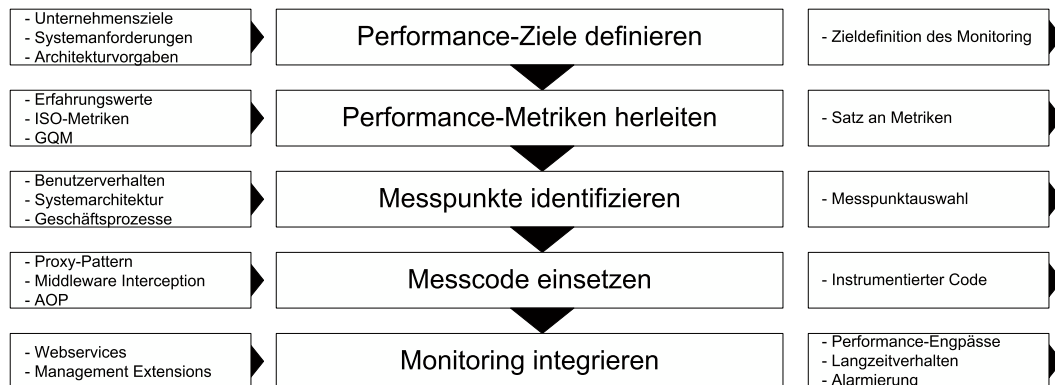 - Unternehmensziele
- Systemanforderungen
- Architekturvorgaben
Performance-Ziele definieren
- Zieldefinition des Monitoring
- Erfahrungswerte
- ISO-Metriken
- GQM
Performance-Metriken herleiten
- Satz an Metriken
- Benutzerverhalten
- Systemarchitektur
- Geschäftsprozesse
Messpunkte identifizieren
- Messpunktauswahl
- Proxy-Pattern
- Middleware Interception
- AOP
Messcode einsetzen
- Instrumentierter Code
- Webservices
- Management Extensions
Monitoring integrieren
- Performance-Engpässe
- Langzeitverhalten
- Alarmierung